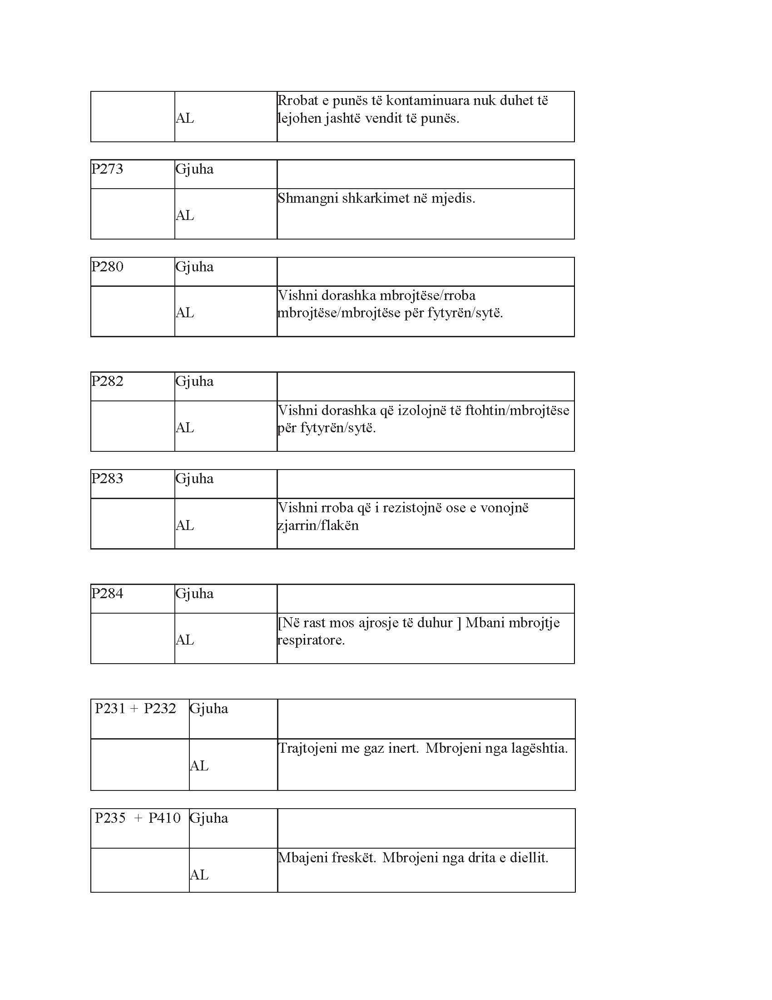 Rrobat e punës të kontaminuara nuk duhet të
AL lejohen jashtë vendit të punës.
P273 Gjuha
Shmangni shkarkimet në mjedis.
AL
P280 Gjuha
Vishni dorashka mbrojtëse/rroba
AL mbrojtëse/mbrojtëse për fytyrën/sytë.
P282 Gjuha
Vishni dorashka që izolojnë të ftohtin/mbrojtëse
AL për fytyrën/sytë.
P283 Gjuha
Vishni rroba që i rezistojnë ose e vonojnë
AL zjarrin/flakën
P284 Gjuha
[Në rast mos ajrosje të duhur ] Mbani mbrojtje
AL respiratore.
P231 + P232 Gjuha
Trajtojeni me gaz inert. Mbrojeni nga lagështia.
AL
P235 + P410 Gjuha
Mbajeni freskët. Mbrojeni nga drita e diellit.
AL